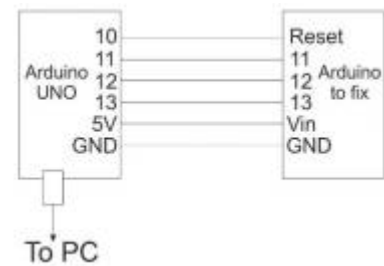 10 Reset
11 11
Arduino 12 12 Arduino
UNO 13 13 to fix
5V Vin
GND GND
To PC